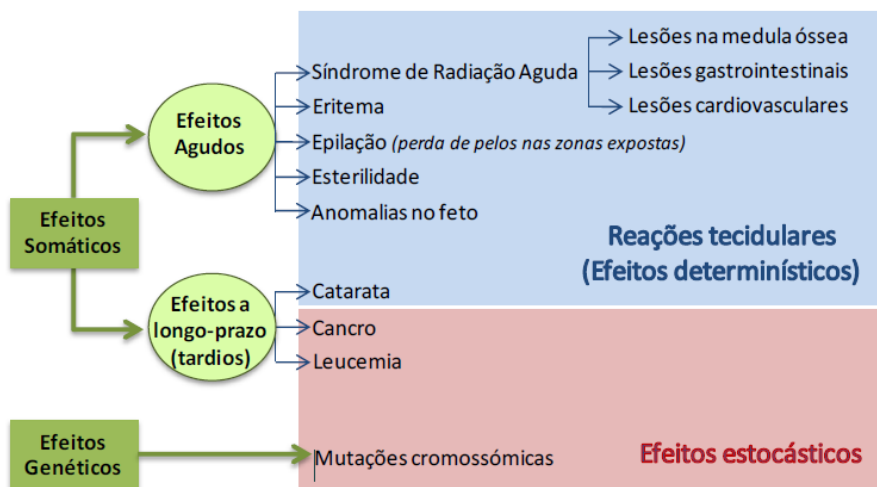 Efeitos
Somáticos
Efeitos
Agudos
Síndrome de Radiação Aguda
Lesões na medula óssea
Lesões gastrointestinais
Lesões cardiovasculares
Eritema
Epilação (perda de pelos nas zonas expostas)
Esterilidade
Anomalias no feto
Reações tecidulares
(Efeitos determinísticos)
Efeitos a
longo-prazo
(tardios)
Catarata
Cancro
Leucemia
Efeitos
Genéticos
Mutações cromossómicas
Efeitos estocásticos